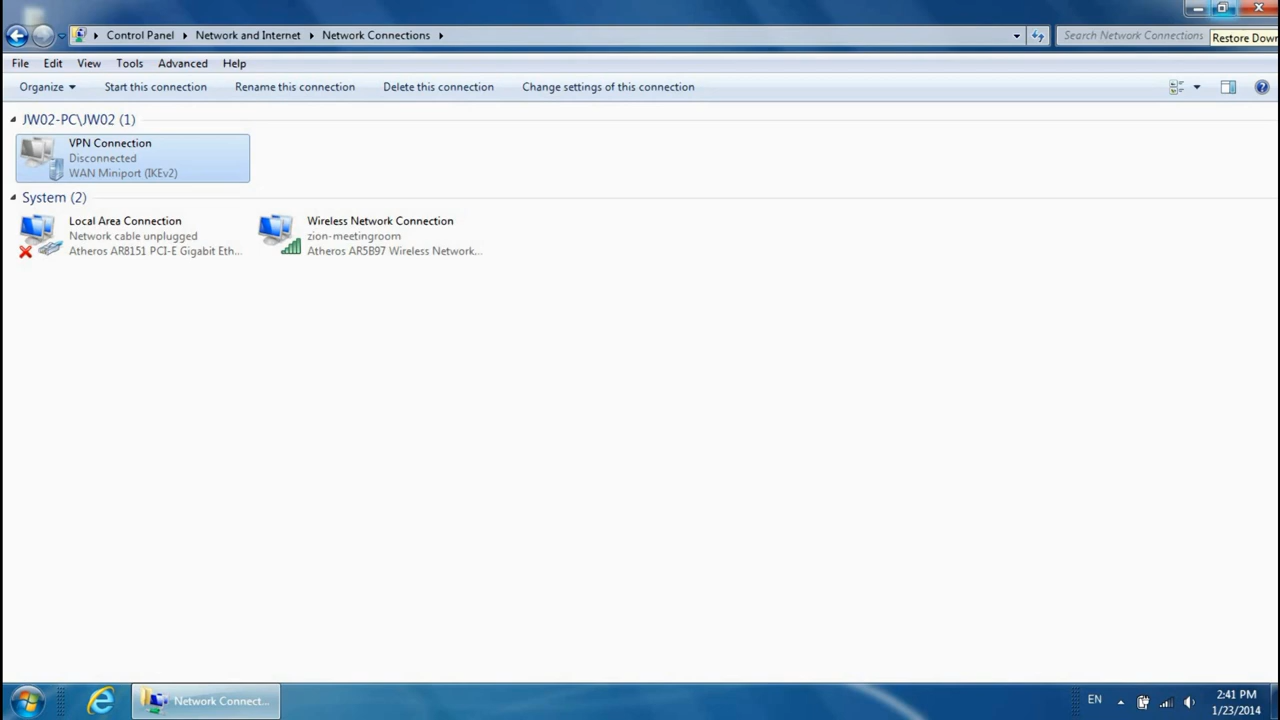 Control Panel Network and Internet Network Connections Search Network Connections
Restore Dow
File Edit View Tools Advanced Help
Organize Start this connection Rename this connection Delete this connection Change settings of this connection
JW02-PC\JW02 (1)
VPN Connection
Disconnected
WAN Miniport (IKEv2)
System (2)
Local Area Connection
Network cable unplugged
Atheros AR8151 PCI-E Gigabit Eth...
Wireless Network Connection
zion-meetingroom
Atheros AR5B97 Wireless Network...
Network Connect...
EN
2:41 PM
1/23/2014